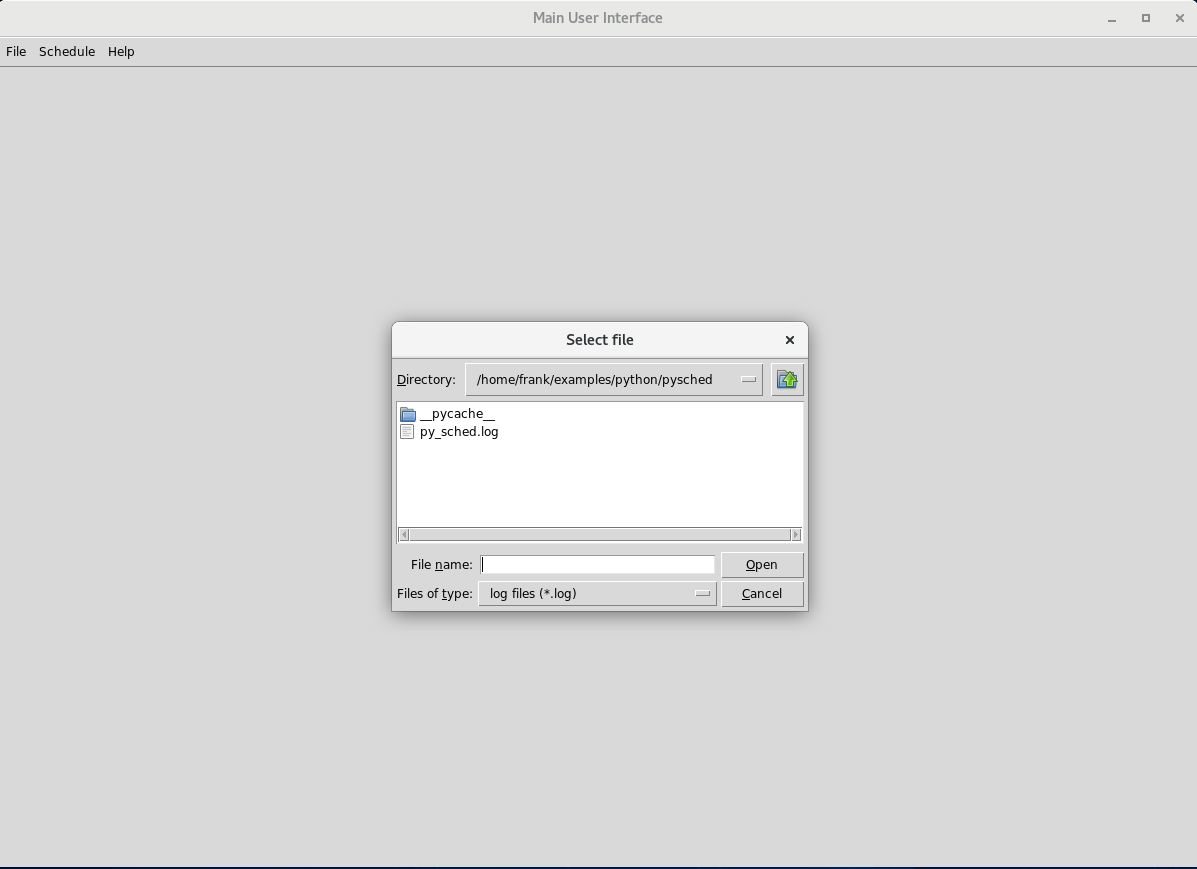 Main User Interface
File Schedule Help
Select file
Directory: /home/frank/examples/python/pysched
__pycache__
py_sched.log
File name: Open
Files of type: log files (*.log) Cancel